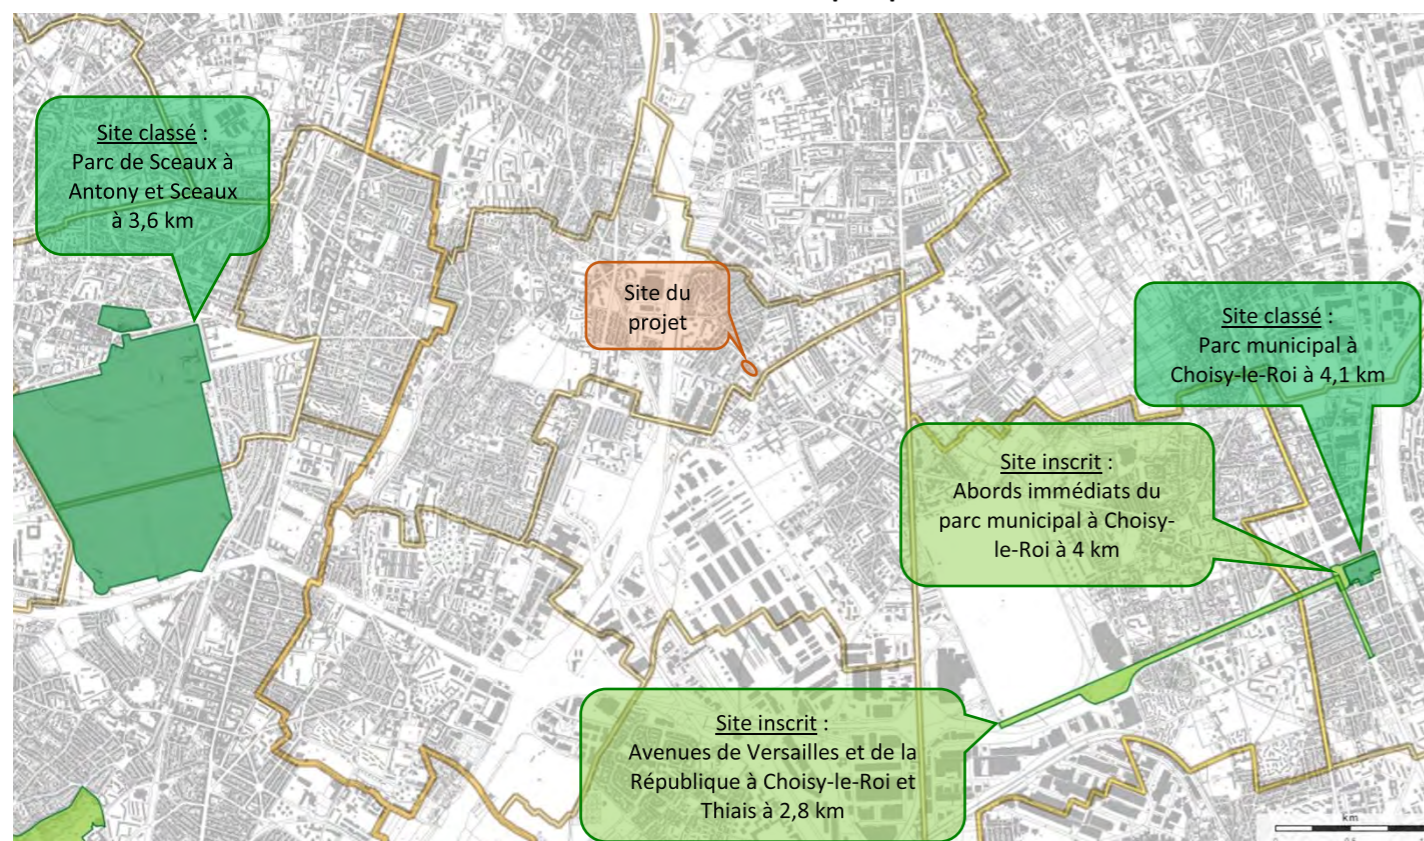 Site classé :
Parc de Sceaux à
Antony et Sceaux
à 3,6 km
Site du
projet
Site classé :
Parc municipal à
Choisy-le-Roi à 4,1 km
Site inscrit :
Abords immédiats du
parc municipal à Choisy-
le-Roi à 4 km
Site inscrit :
Avenues de Versailles et de la
République à Choisy-le-Roi et
Thiais à 2,8 km
km